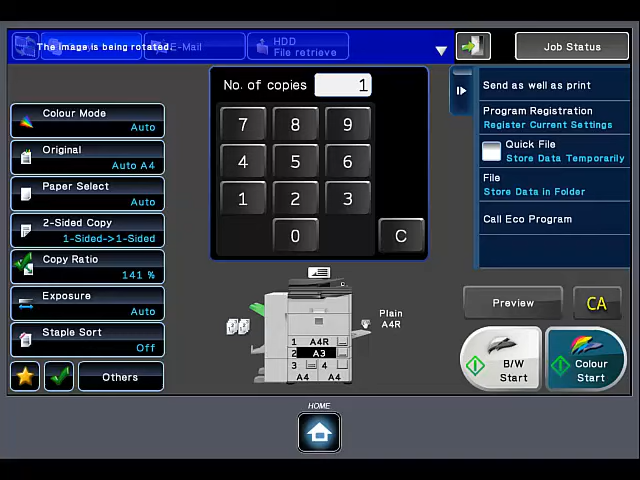 The image is being rotated.
E-Mail
HDD
File retrieve
Job Status
No. of copies
1
7 8 9
4 5 6
1 2 3
0 C
Colour Mode
Auto
Original
Auto A4
Paper Select
Auto
2-Sided Copy
1-Sided->1-Sided
Copy Ratio
141 %
Exposure
Auto
Staple Sort
Off
Others
Plain
A4R
1 A4R
2 A3
3 4
A4 A4
Send as well as print
Program Registration
Register Current Settings
Quick File
Store Data Temporarily
File
Store Data in Folder
Call Eco Program
Preview
CA
B/W
Start
Colour
Start
HOME